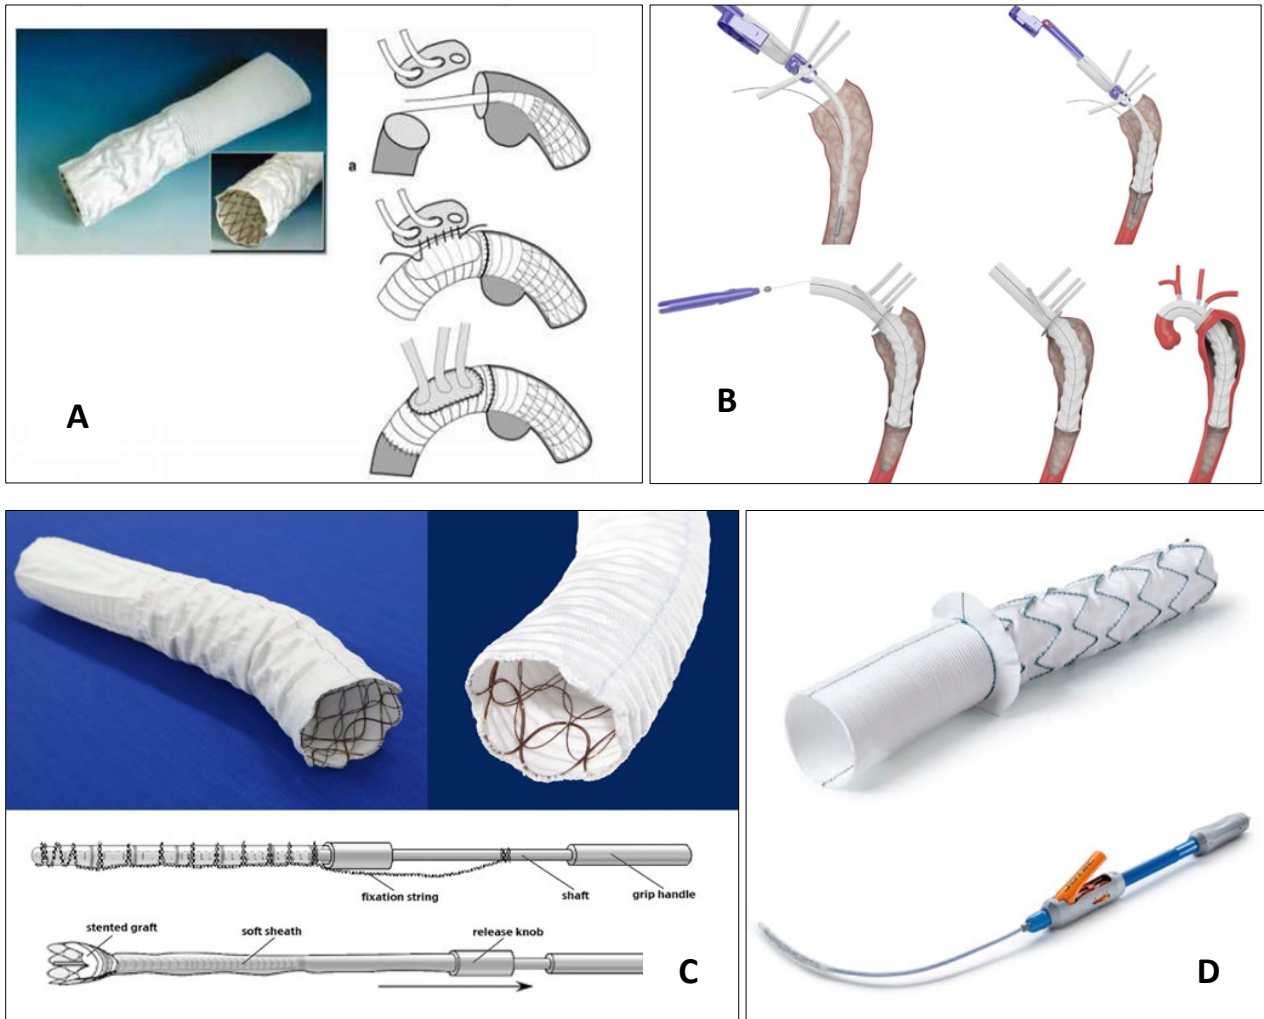 a
A
B
fixation string
shaft
grip handle
stented graft
soft sheath
release knob
C
D